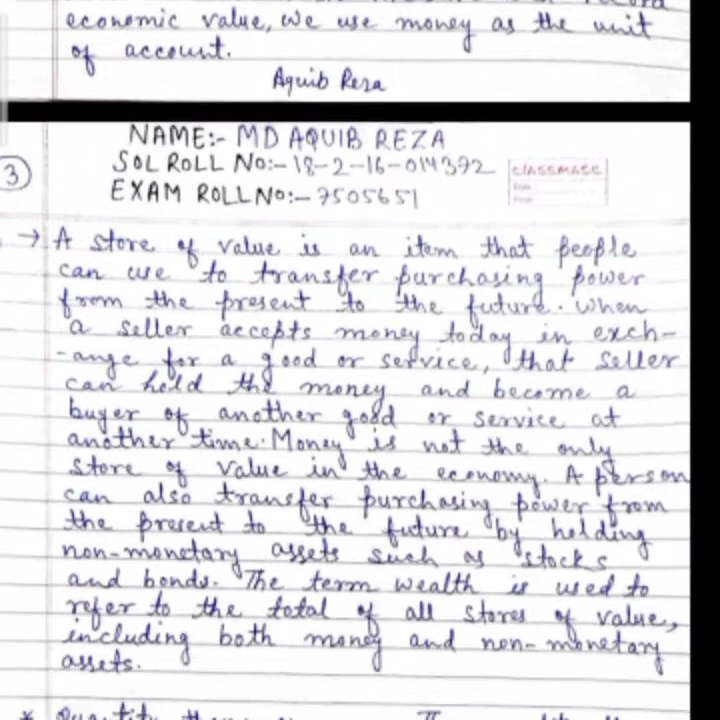 economic value, we use money as the unit
of account.
Aquib Reza
NAME:- MD AQUIB REZA
SOL ROLL No:- 18-2-16-014392
EXAM ROLL No:- 7505651
classmate
3
→ A store of value is an item that people
can use to transfer purchasing power
from the present to the future. When
a seller accepts money today in exch-
-ange for a good or service, that seller
can hold the money and become a
buyer of another good or service at
another time. Money is not the only
store of value in the economy. A person
can also transfer purchasing power from
the present to the future by holding
non-monetary assets such as stocks
and bonds. The term wealth is used to
refer to the total of all stores of value,
including both money and non-monetary
assets.
* Quantity